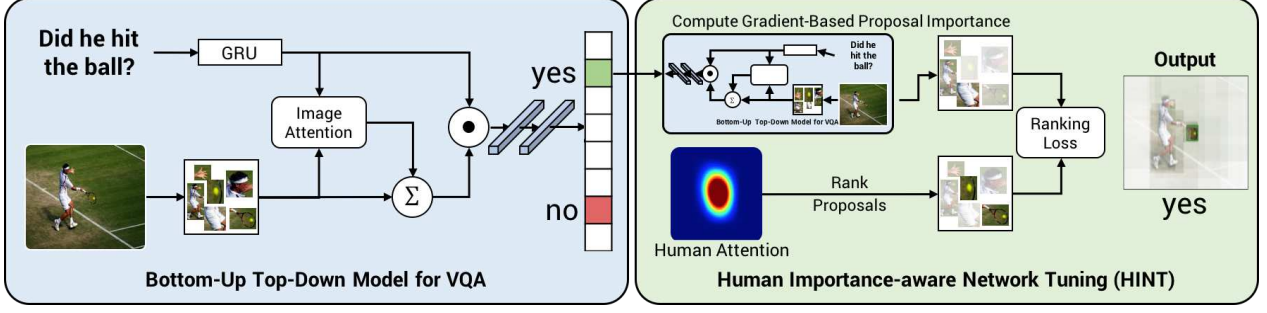 Did he hit
the ball?
GRU
Image
Attention
Σ
yes
no
Bottom-Up Top-Down Model for VQA
Compute Gradient-Based Proposal Importance
Did he
hit the
ball?
Σ
Bottom-Up Top-Down Model for VQA
Human Attention
Rank
Proposals
Ranking
Loss
Output
yes
Human Importance-aware Network Tuning (HINT)